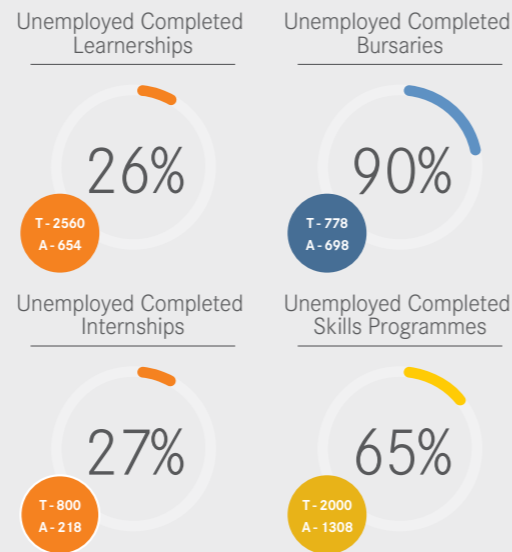 Unemployed Completed
Learnerships
26%
T - 2560
A - 654
Unemployed Completed
Bursaries
90%
T - 778
A - 698
Unemployed Completed
Internships
27%
T - 800
A - 218
Unemployed Completed
Skills Programmes
65%
T - 2000
A - 1308